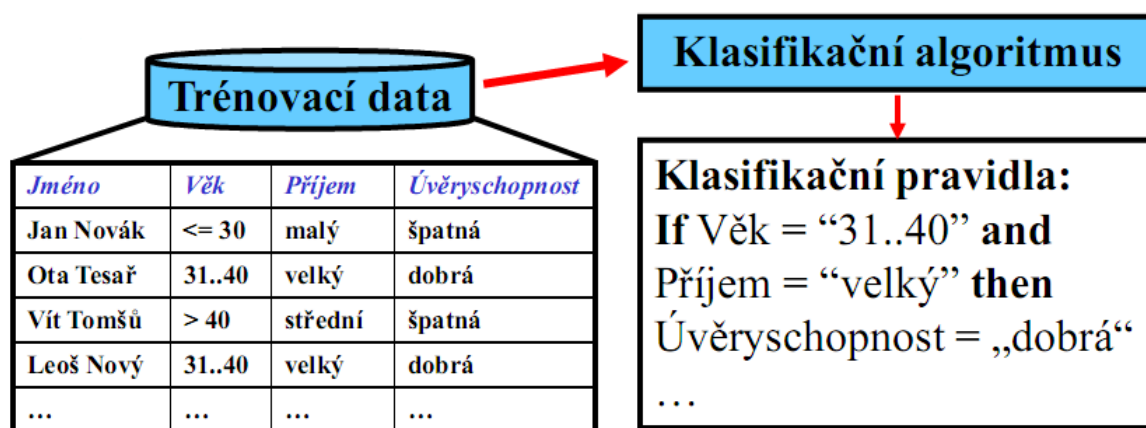 Trénovací data
Klasifikační algoritmus
Jméno Věk Příjem Úvěryschopnost
Jan Novák <= 30 malý špatná
Ota Tesař 31..40 velký dobrá
Vít Tomšů > 40 střední špatná
Leoš Nový 31..40 velký dobrá
... ... ... ...
Klasifikační pravidla:
If Věk = “31..40” and
Příjem = “velký” then
Úvěryschopnost = „dobrá“
...